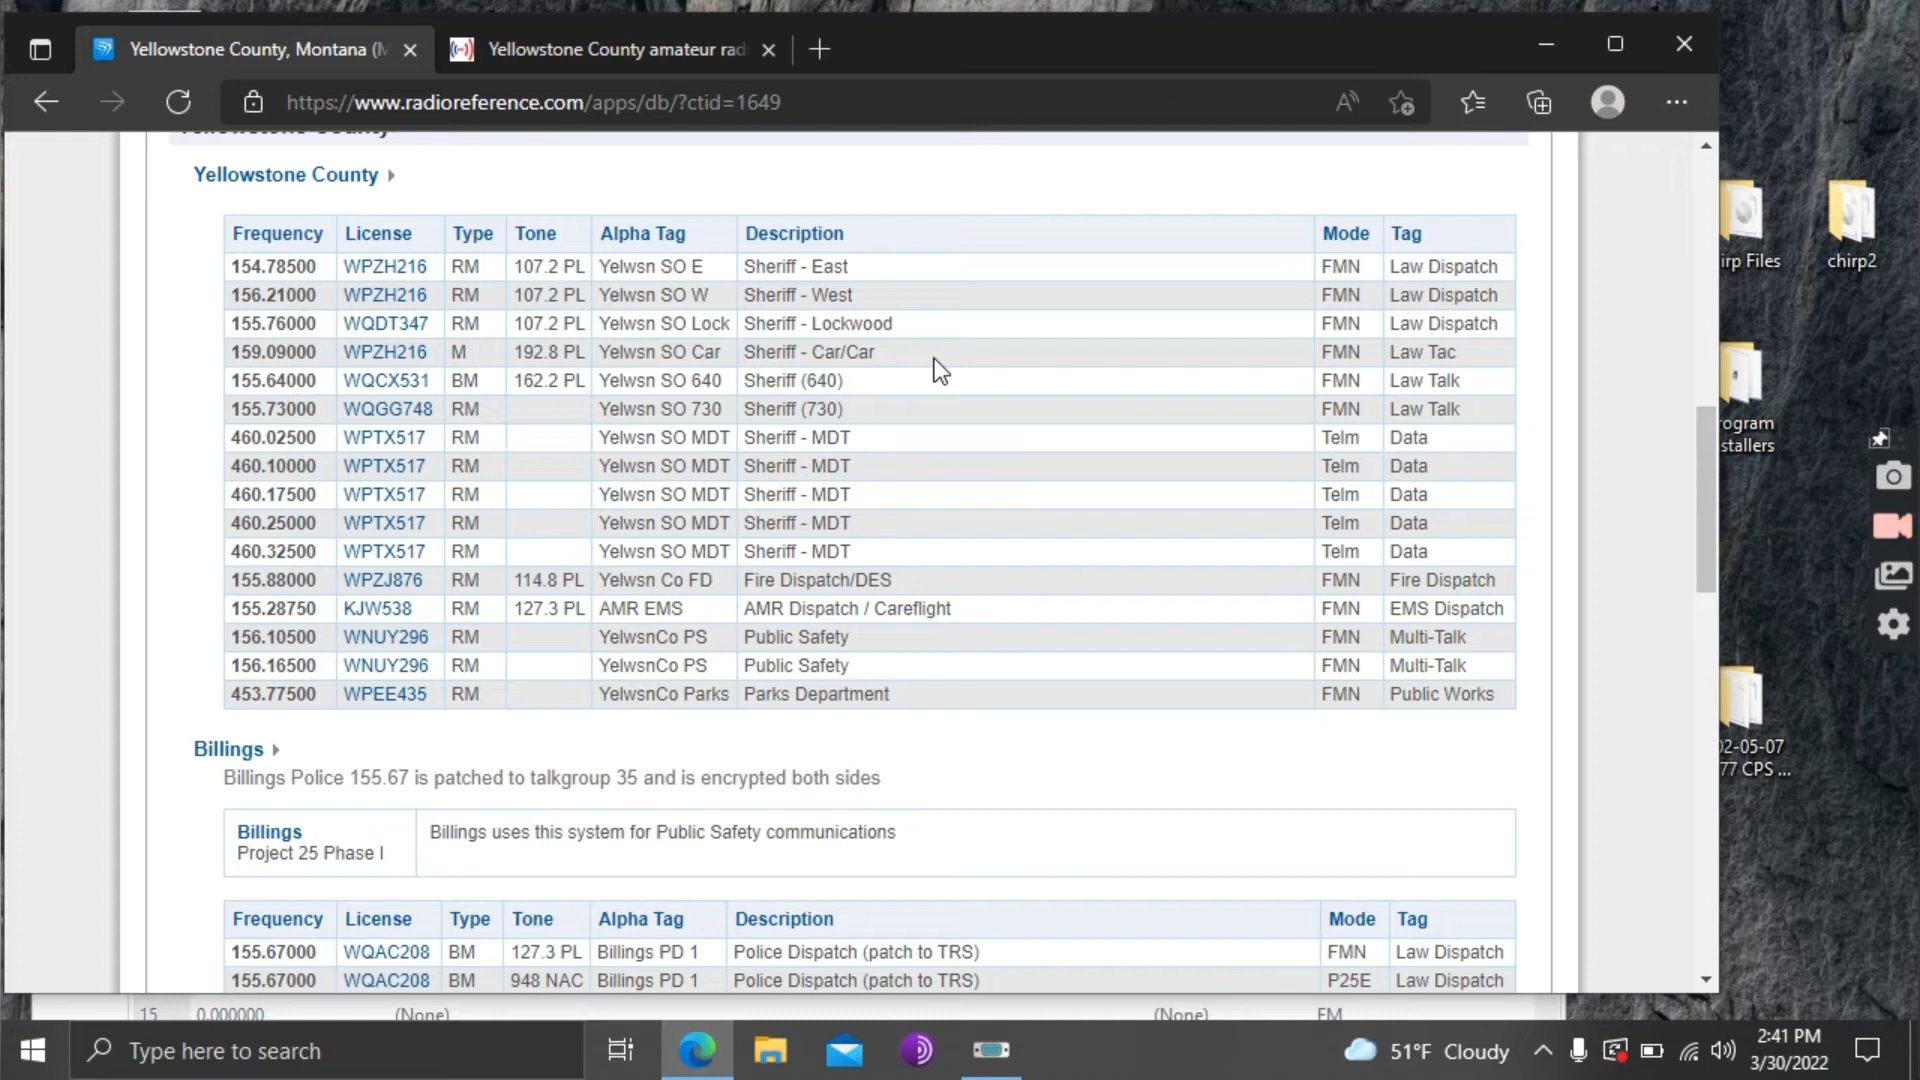 Yellowstone County, Montana (M
Yellowstone County amateur rad
https://www.radioreference.com/apps/db/?ctid=1649
Yellowstone County
Yellowstone County
Frequency License Type Tone Alpha Tag Description Mode Tag
154.78500 WPZH216 RM 107.2 PL Yelwsn SO E Sheriff - East FMN Law Dispatch
156.21000 WPZH216 RM 107.2 PL Yelwsn SO W Sheriff - West FMN Law Dispatch
155.76000 WQDT347 RM 107.2 PL Yelwsn SO Lock Sheriff - Lockwood FMN Law Dispatch
159.09000 WPZH216 M 192.8 PL Yelwsn SO Car Sheriff - Car/Car FMN Law Tac
155.64000 WQCX531 BM 162.2 PL Yelwsn SO 640 Sheriff (640) FMN Law Talk
155.73000 WQGG748 RM Yelwsn SO 730 Sheriff (730) FMN Law Talk
460.02500 WPTX517 RM Yelwsn SO MDT Sheriff - MDT Telm Data
460.10000 WPTX517 RM Yelwsn SO MDT Sheriff - MDT Telm Data
460.17500 WPTX517 RM Yelwsn SO MDT Sheriff - MDT Telm Data
460.25000 WPTX517 RM Yelwsn SO MDT Sheriff - MDT Telm Data
460.32500 WPTX517 RM Yelwsn SO MDT Sheriff - MDT Telm Data
155.88000 WPZJ876 RM 114.8 PL Yelwsn Co FD Fire Dispatch/DES FMN Fire Dispatch
155.28750 KJW538 RM 127.3 PL AMR EMS AMR Dispatch / Careflight FMN EMS Dispatch
156.10500 WNUY296 RM YelwsnCo PS Public Safety FMN Multi-Talk
156.16500 WNUY296 RM YelwsnCo PS Public Safety FMN Multi-Talk
453.77500 WPEE435 RM YelwsnCo Parks Parks Department FMN Public Works
Billings
Billings Police 155.67 is patched to talkgroup 35 and is encrypted both sides
Billings Billings uses this system for Public Safety communications
Project 25 Phase I
Frequency License Type Tone Alpha Tag Description Mode Tag
155.67000 WQAC208 BM 127.3 PL Billings PD 1 Police Dispatch (patch to TRS) FMN Law Dispatch
155.67000 WQAC208 BM 948 NAC Billings PD 1 Police Dispatch (patch to TRS) P25E Law Dispatch
irp Files
chirp2
ogram
stallers
02-05-07
77 CPS ...
15 0.000000 (None) (None) FM
Type here to search
51°F Cloudy
2:41 PM
3/30/2022